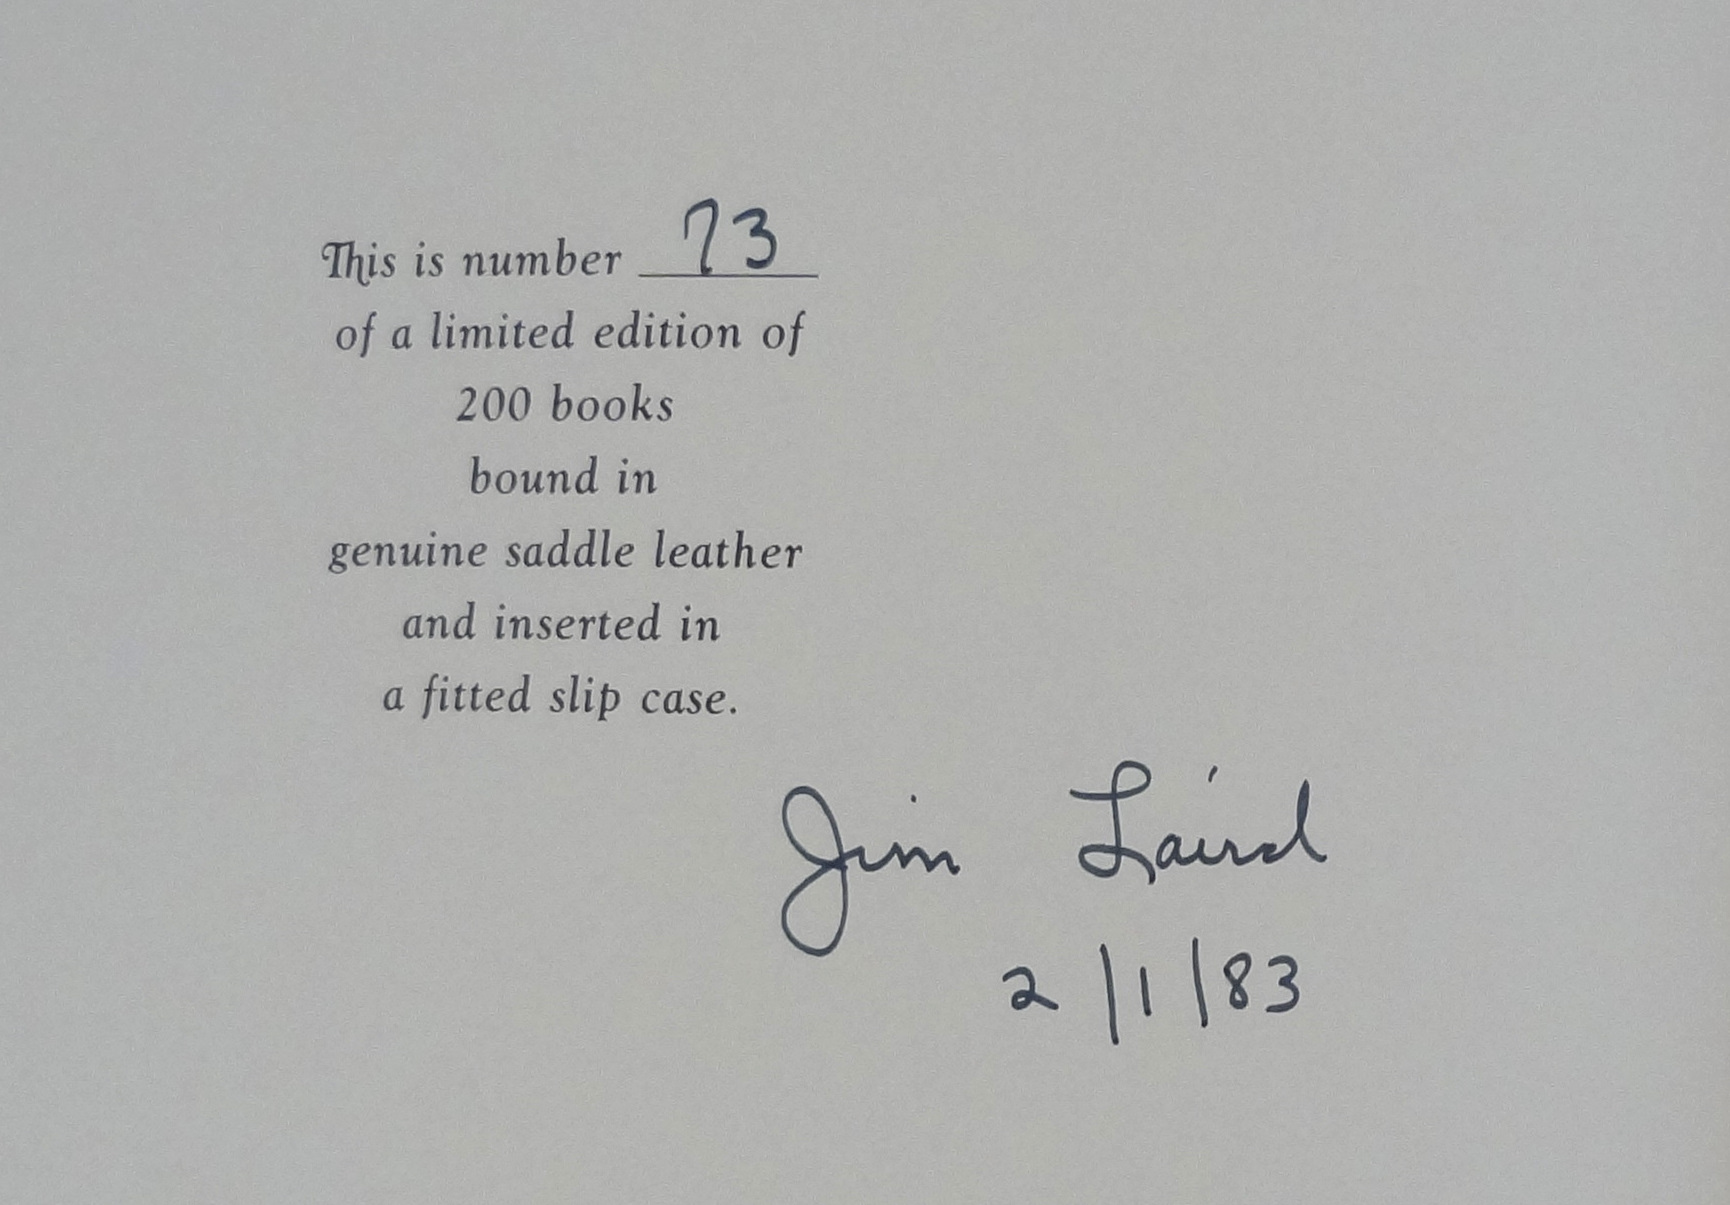 This is number 73
of a limited edition of
200 books
bound in
genuine saddle leather
and inserted in
a fitted slip case.
Jim Laird
2/1/83